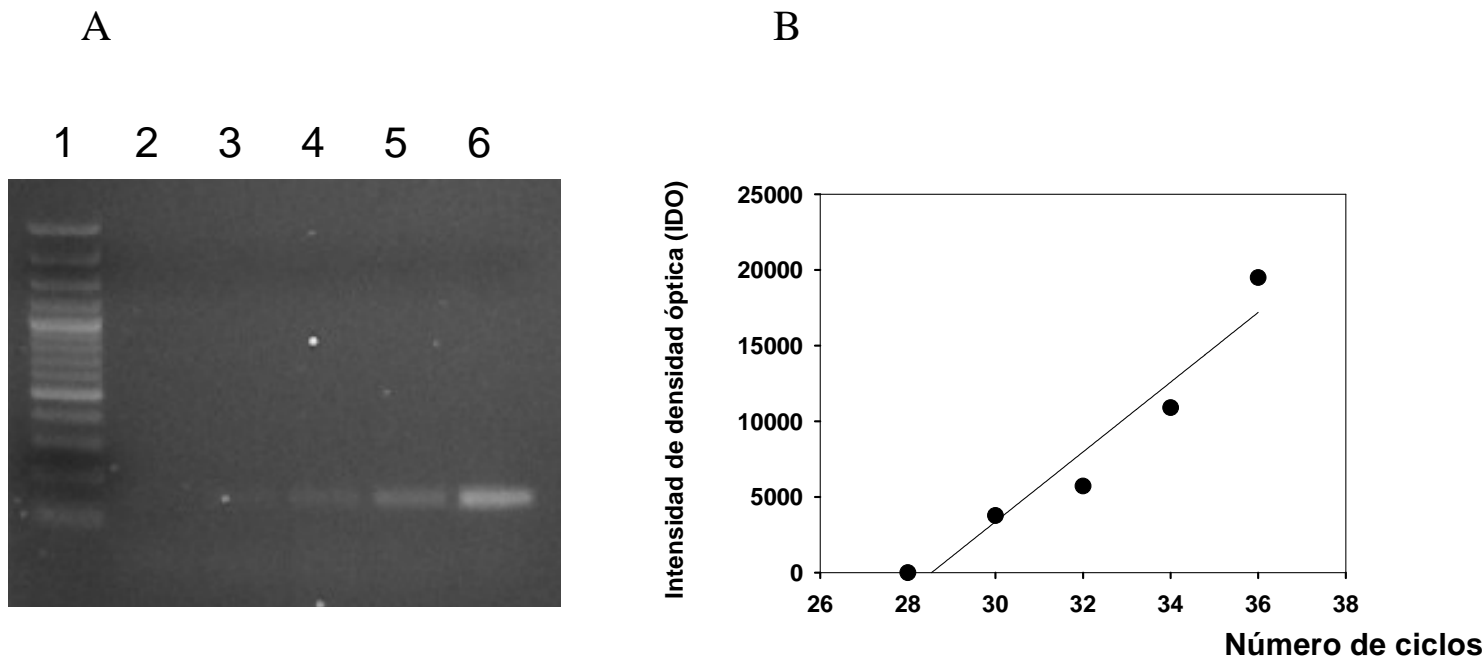 A
B
1 2 3 4 5 6
Intensidad de densidad óptica (IDO)
25000
20000
15000
10000
5000
0
26 28 30 32 34 36 38
Número de ciclos